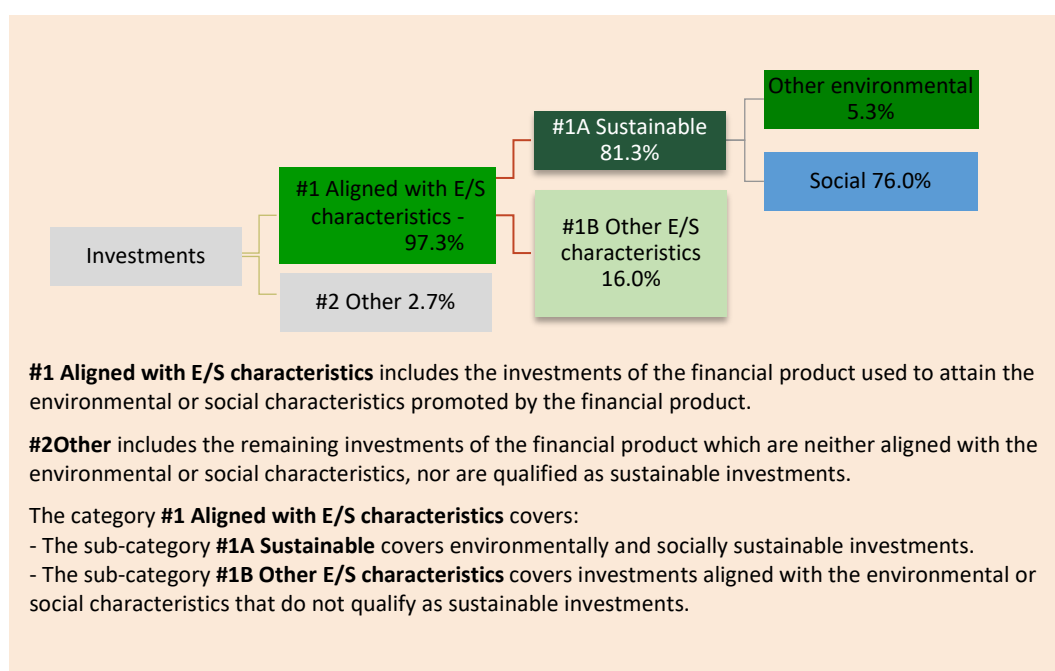 Other environmental
5.3%
#1A Sustainable
81.3%
Social 76.0%
#1 Aligned with E/S
characteristics -
97.3%
#1B Other E/S
characteristics
16.0%
Investments
#2 Other 2.7%
#1 Aligned with E/S characteristics includes the investments of the financial product used to attain the
environmental or social characteristics promoted by the financial product.
#2Other includes the remaining investments of the financial product which are neither aligned with the
environmental or social characteristics, nor are qualified as sustainable investments.
The category #1 Aligned with E/S characteristics covers:
- The sub-category #1A Sustainable covers environmentally and socially sustainable investments.
- The sub-category #1B Other E/S characteristics covers investments aligned with the environmental or
social characteristics that do not qualify as sustainable investments.